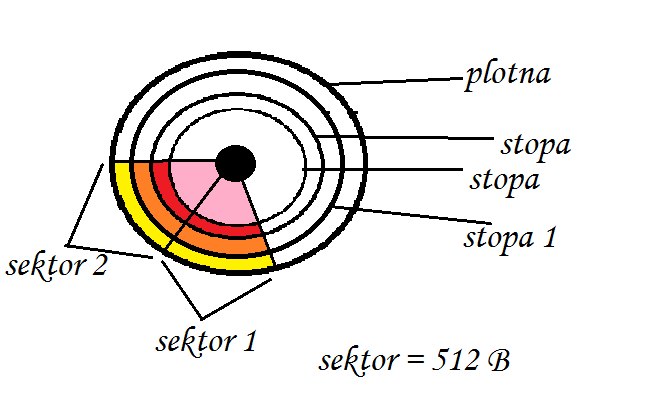 plotna
stopa
stopa
stopa 1
sektor 2
sektor 1
sektor = 512 B